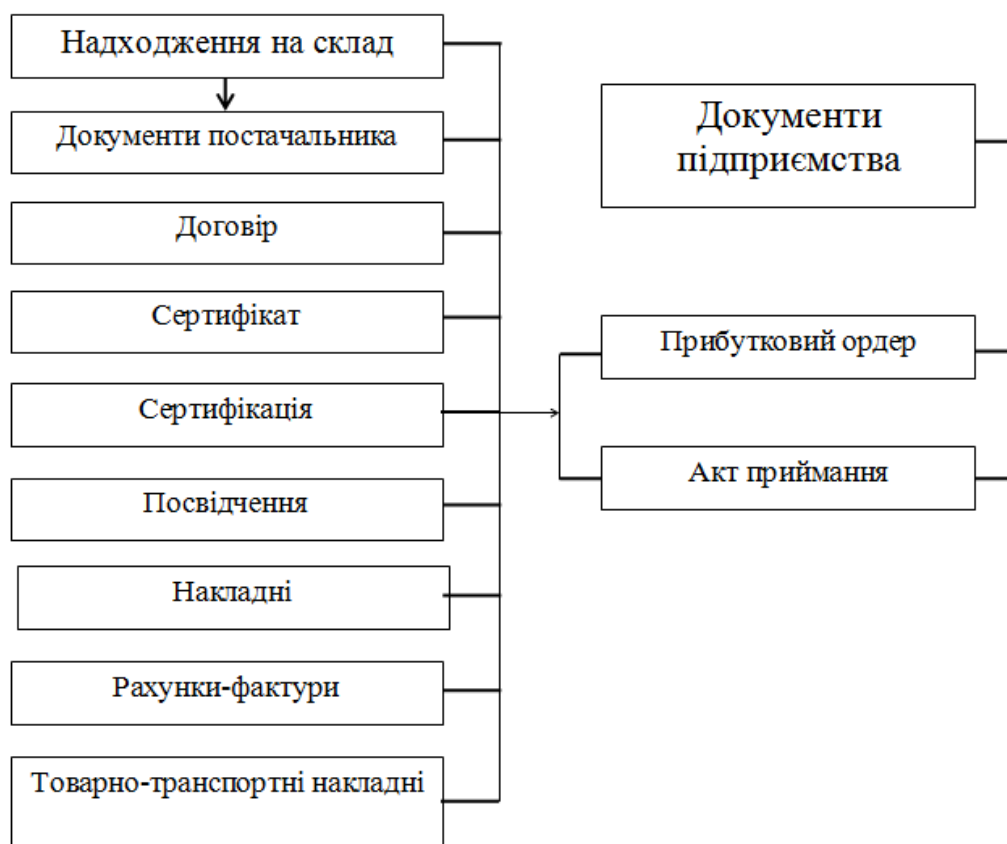 Надходження на склад
Документи постачальника
Договір
Сертифікат
Сертифікація
Посвідчення
Накладні
Рахунки-фактури
Товарно-транспортні накладні
Документи
підприємства
Прибутковий ордер
Акт приймання